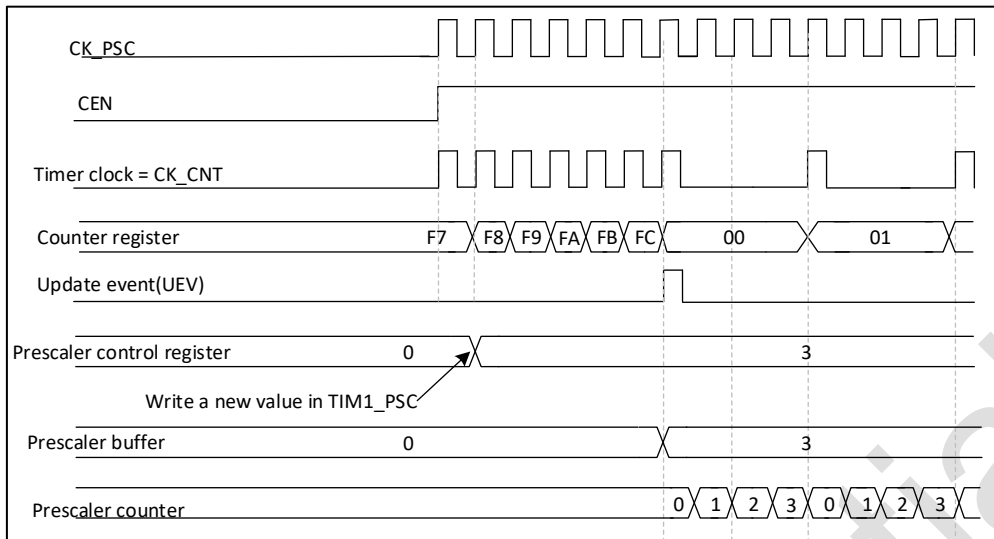 CK_PSC
CEN
Timer clock = CK_CNT
Counter register F7 F8 F9 FA FB FC 00 01
Update event(UEV)
Prescaler control register 0 3
Write a new value in TIM1_PSC
Prescaler buffer 0 3
Prescaler counter 0 1 2 3 0 1 2 3